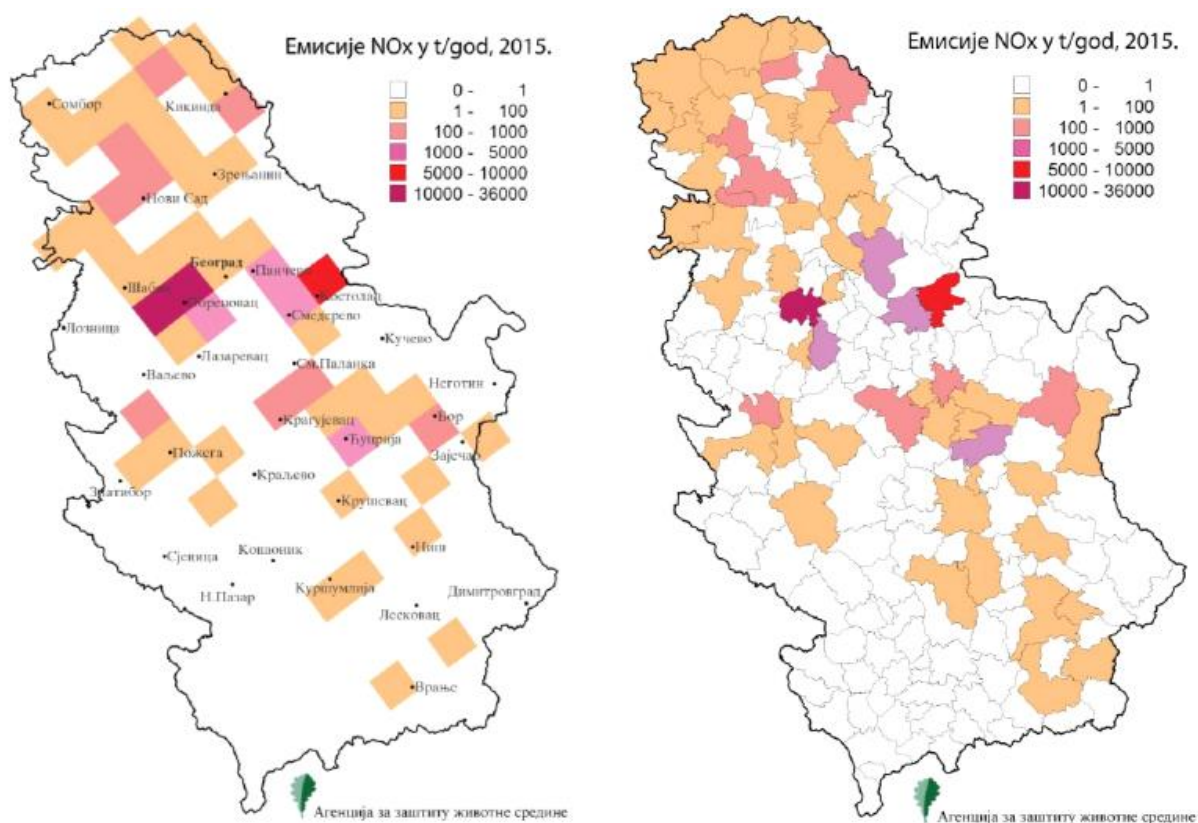 Емисије NOx у t/god, 2015.
0 - 1
1 - 100
100 - 1000
1000 - 5000
5000 - 10000
10000 - 36000
Сомбор
Кикинда
Зрењанин
Нови Сад
Београд
Панчево
Шабац
Обреновац
Костолац
Смедерево
Лозница
Лазаревац
Кучево
См.Паланка
Ваљево
Неготин
Крагујевац
Бор
Ћуприја
Зајечар
Пожега
Краљево
Златибор
Крушевац
Ниш
Сјеница
Копаоник
Куршумлија
Н.Пазар
Лесковац
Димитровград
Врање
Агенција за заштиту животне средине
Емисије NOx у t/god, 2015.
0 - 1
1 - 100
100 - 1000
1000 - 5000
5000 - 10000
10000 - 36000
Агенција за заштиту животне средине